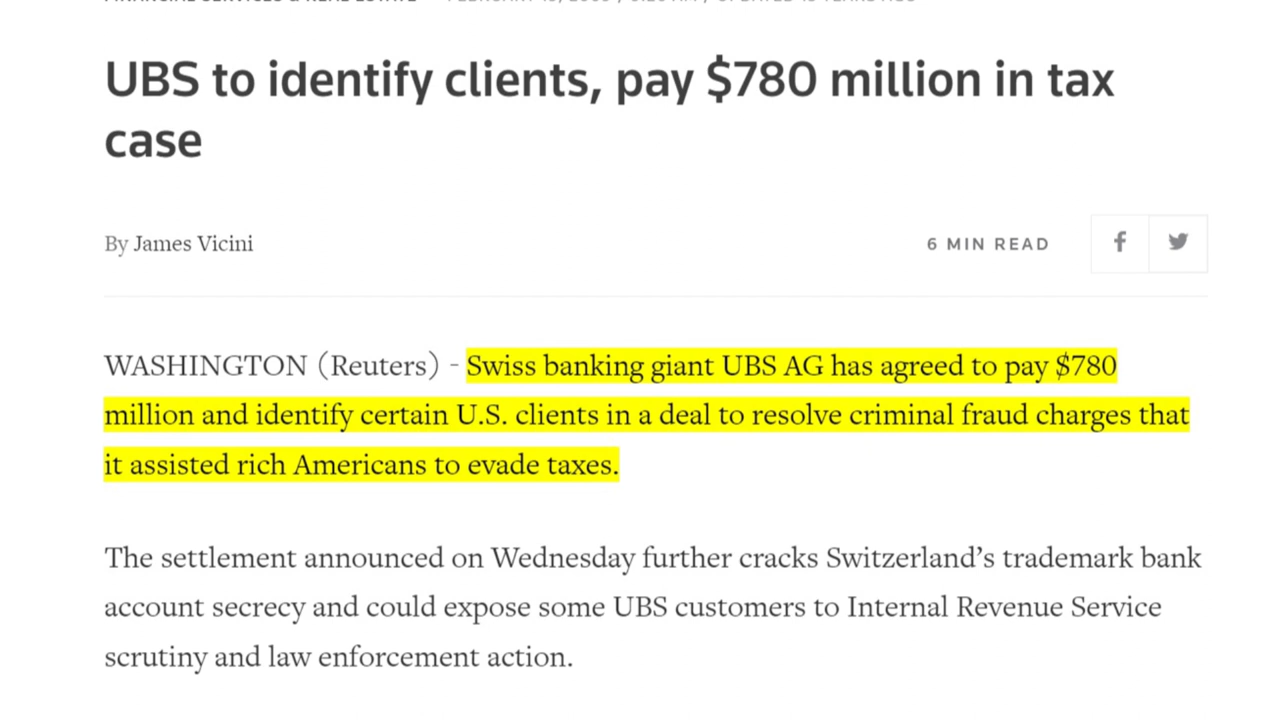 UBS to identify clients, pay $780 million in tax
case
By James Vicini
6 MIN READ
WASHINGTON (Reuters) - Swiss banking giant UBS AG has agreed to pay $780
million and identify certain U.S. clients in a deal to resolve criminal fraud charges that
it assisted rich Americans to evade taxes.
The settlement announced on Wednesday further cracks Switzerland’s trademark bank
account secrecy and could expose some UBS customers to Internal Revenue Service
scrutiny and law enforcement action.